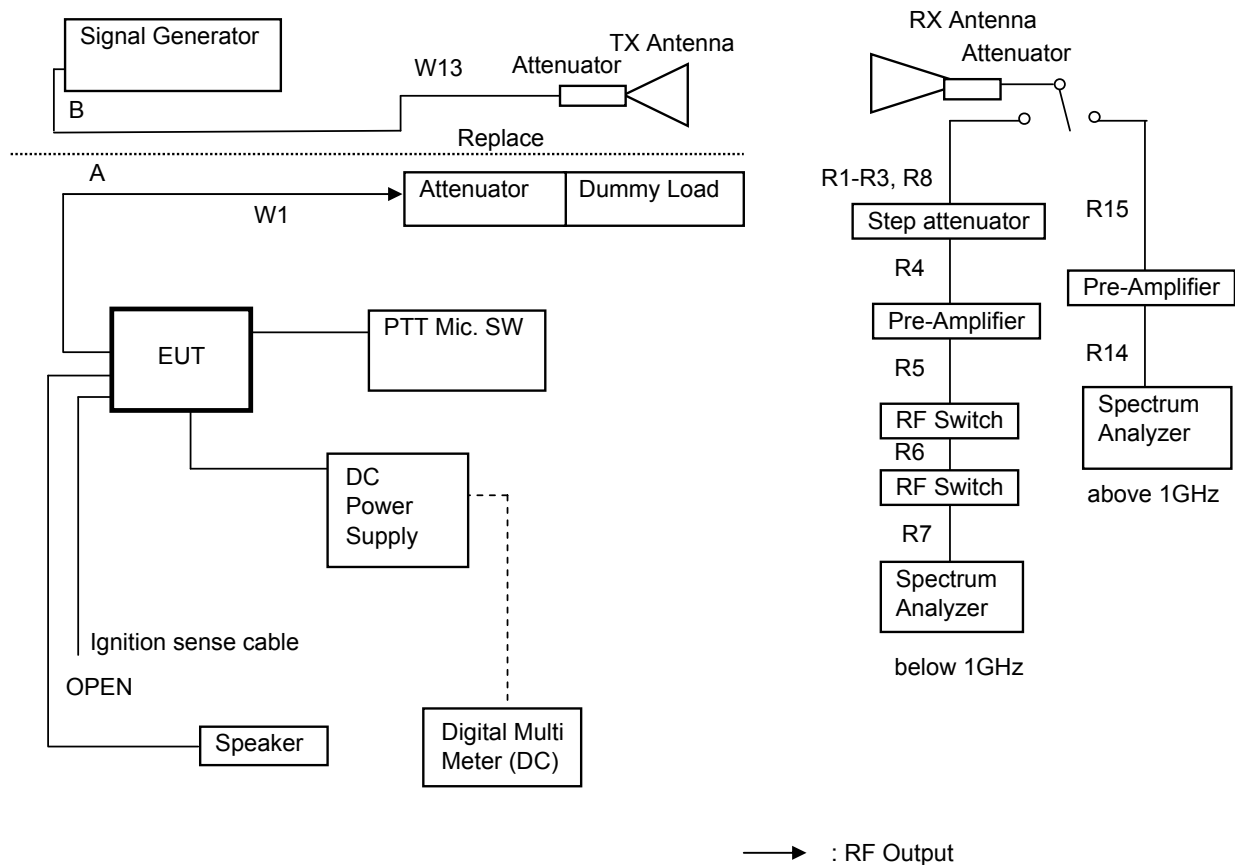 Signal Generator
B
W13
Attenuator
TX Antenna
Replace
A
W1
Attenuator
Dummy Load
EUT
PTT Mic. SW
DC
Power
Supply
Ignition sense cable
OPEN
Speaker
Digital Multi
Meter (DC)
RX Antenna
Attenuator
R1-R3, R8
Step attenuator
R4
Pre-Amplifier
R5
RF Switch
R6
RF Switch
R7
Spectrum
Analyzer
below 1GHz
R15
Pre-Amplifier
R14
Spectrum
Analyzer
above 1GHz
: RF Output